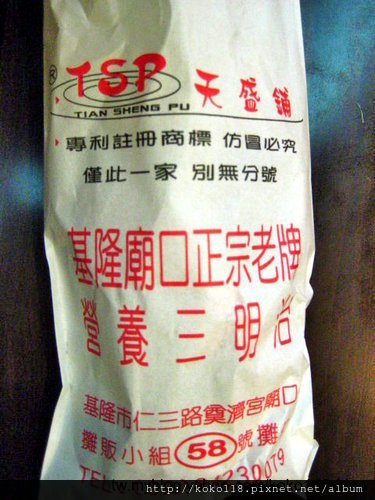 ® TSP 天盛舖
TIAN SHENG PU
專利註冊商標 仿冒必究
僅此一家 別無分號
基隆廟口正宗老牌
營養三明治
基隆市仁三路奠濟宮廟口
攤販小組58號攤
http://koko118.pixnet.net/album